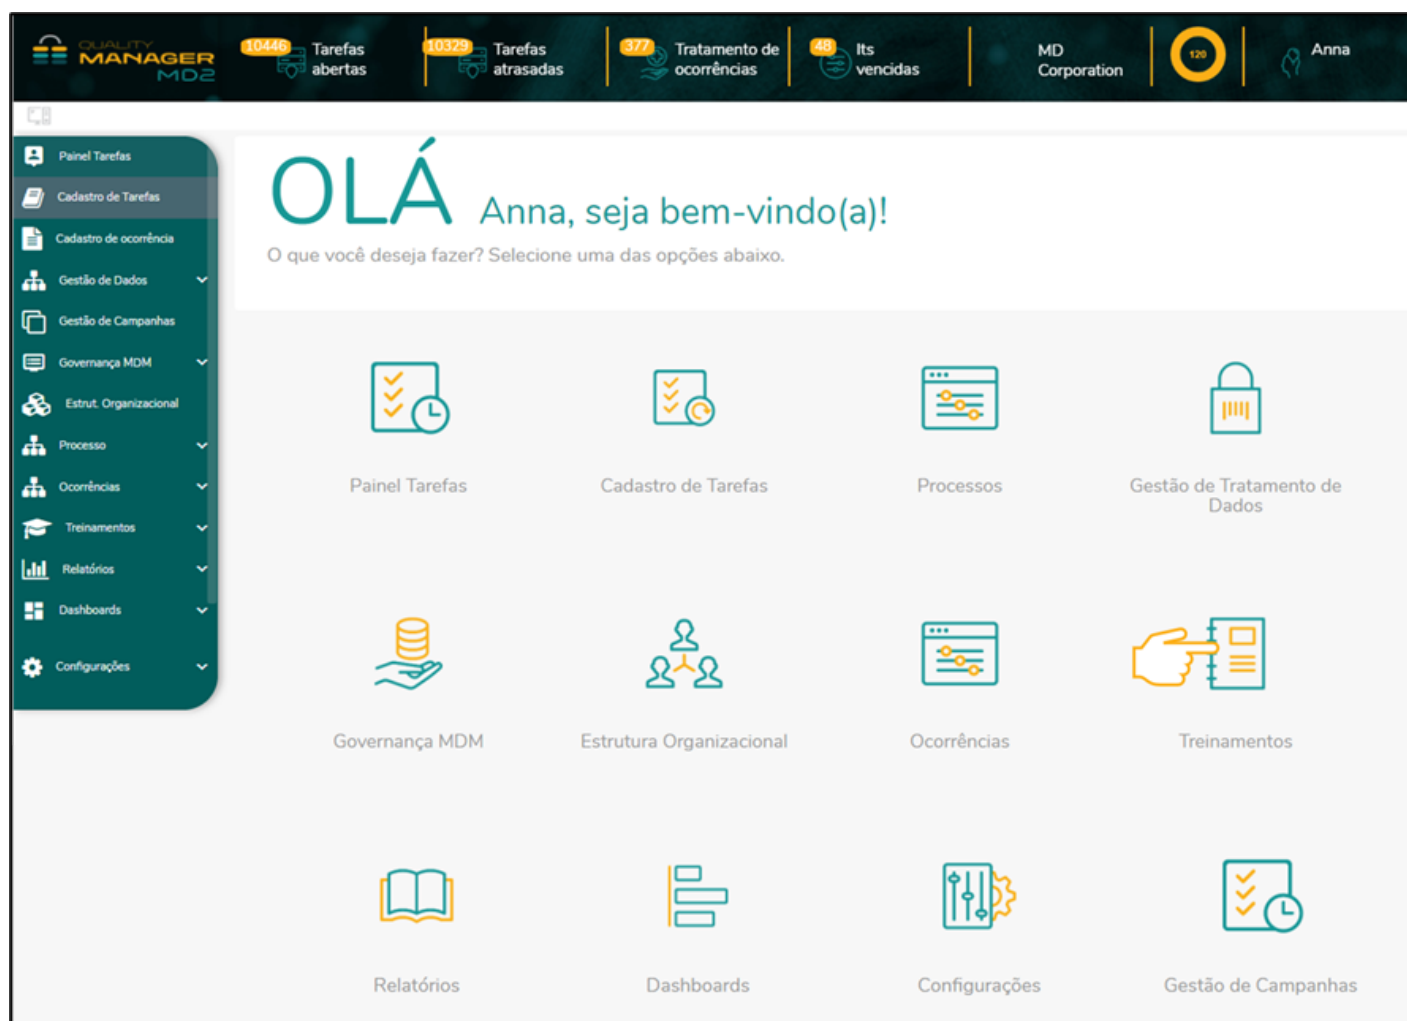 QUALITY
MANAGER
MD2
10446
Tarefas
abertas
10329
Tarefas
atrasadas
377
Tratamento de
ocorrências
48
Its
vencidas
MD
Corporation
120
Anna
Painel Tarefas
Cadastro de Tarefas
Cadastro de ocorrência
Gestão de Dados
Gestão de Campanhas
Governança MDM
Estrut. Organizacional
Processo
Ocorrências
Treinamentos
Relatórios
Dashboards
Configurações
OLÁ Anna, seja bem-vindo(a)!
O que você deseja fazer? Selecione uma das opções abaixo.
Painel Tarefas
Cadastro de Tarefas
Processos
Gestão de Tratamento de
Dados
Governança MDM
Estrutura Organizacional
Ocorrências
Treinamentos
Relatórios
Dashboards
Configurações
Gestão de Campanhas